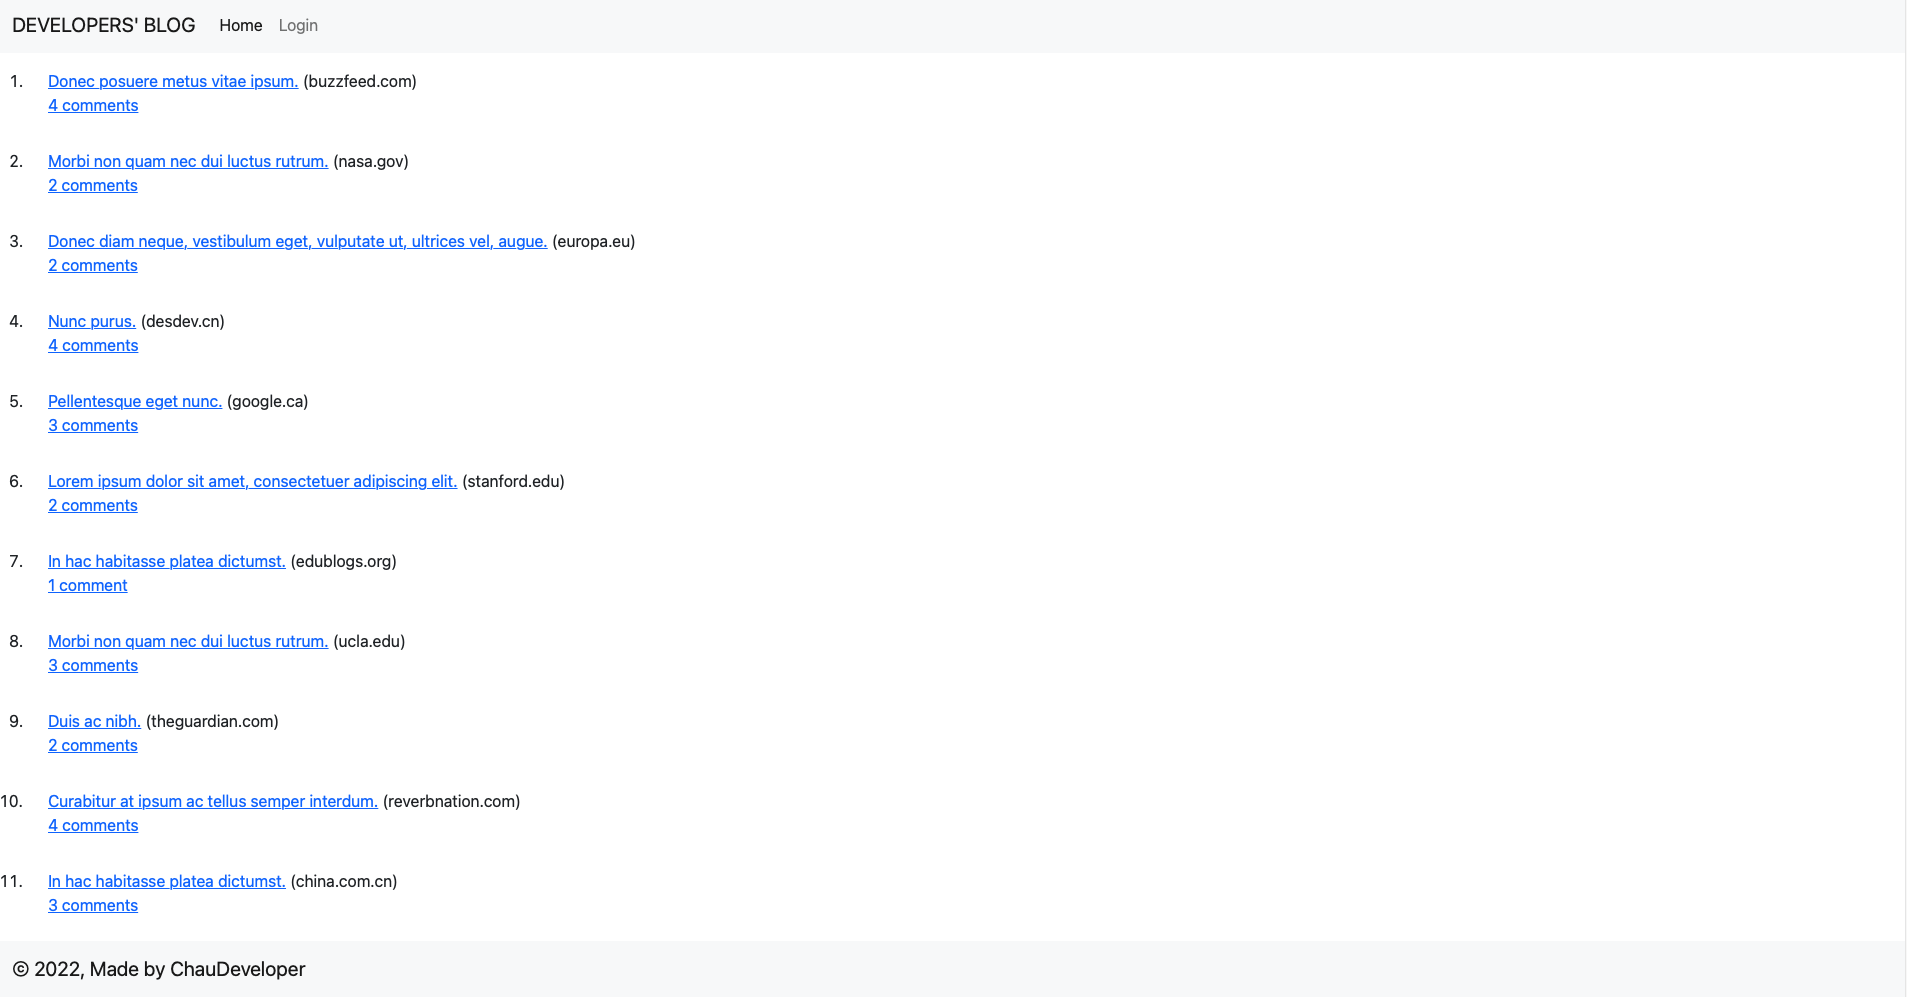 DEVELOPERS' BLOG Home Login
1. Donec posuere metus vitae ipsum. (buzzfeed.com)
4 comments
2. Morbi non quam nec dui luctus rutrum. (nasa.gov)
2 comments
3. Donec diam neque, vestibulum eget, vulputate ut, ultrices vel, augue. (europa.eu)
2 comments
4. Nunc purus. (desdev.cn)
4 comments
5. Pellentesque eget nunc. (google.ca)
3 comments
6. Lorem ipsum dolor sit amet, consectetuer adipiscing elit. (stanford.edu)
2 comments
7. In hac habitasse platea dictumst. (edublogs.org)
1 comment
8. Morbi non quam nec dui luctus rutrum. (ucla.edu)
3 comments
9. Duis ac nibh. (theguardian.com)
2 comments
10. Curabitur at ipsum ac tellus semper interdum. (reverbnation.com)
4 comments
11. In hac habitasse platea dictumst. (china.com.cn)
3 comments
© 2022, Made by ChauDeveloper